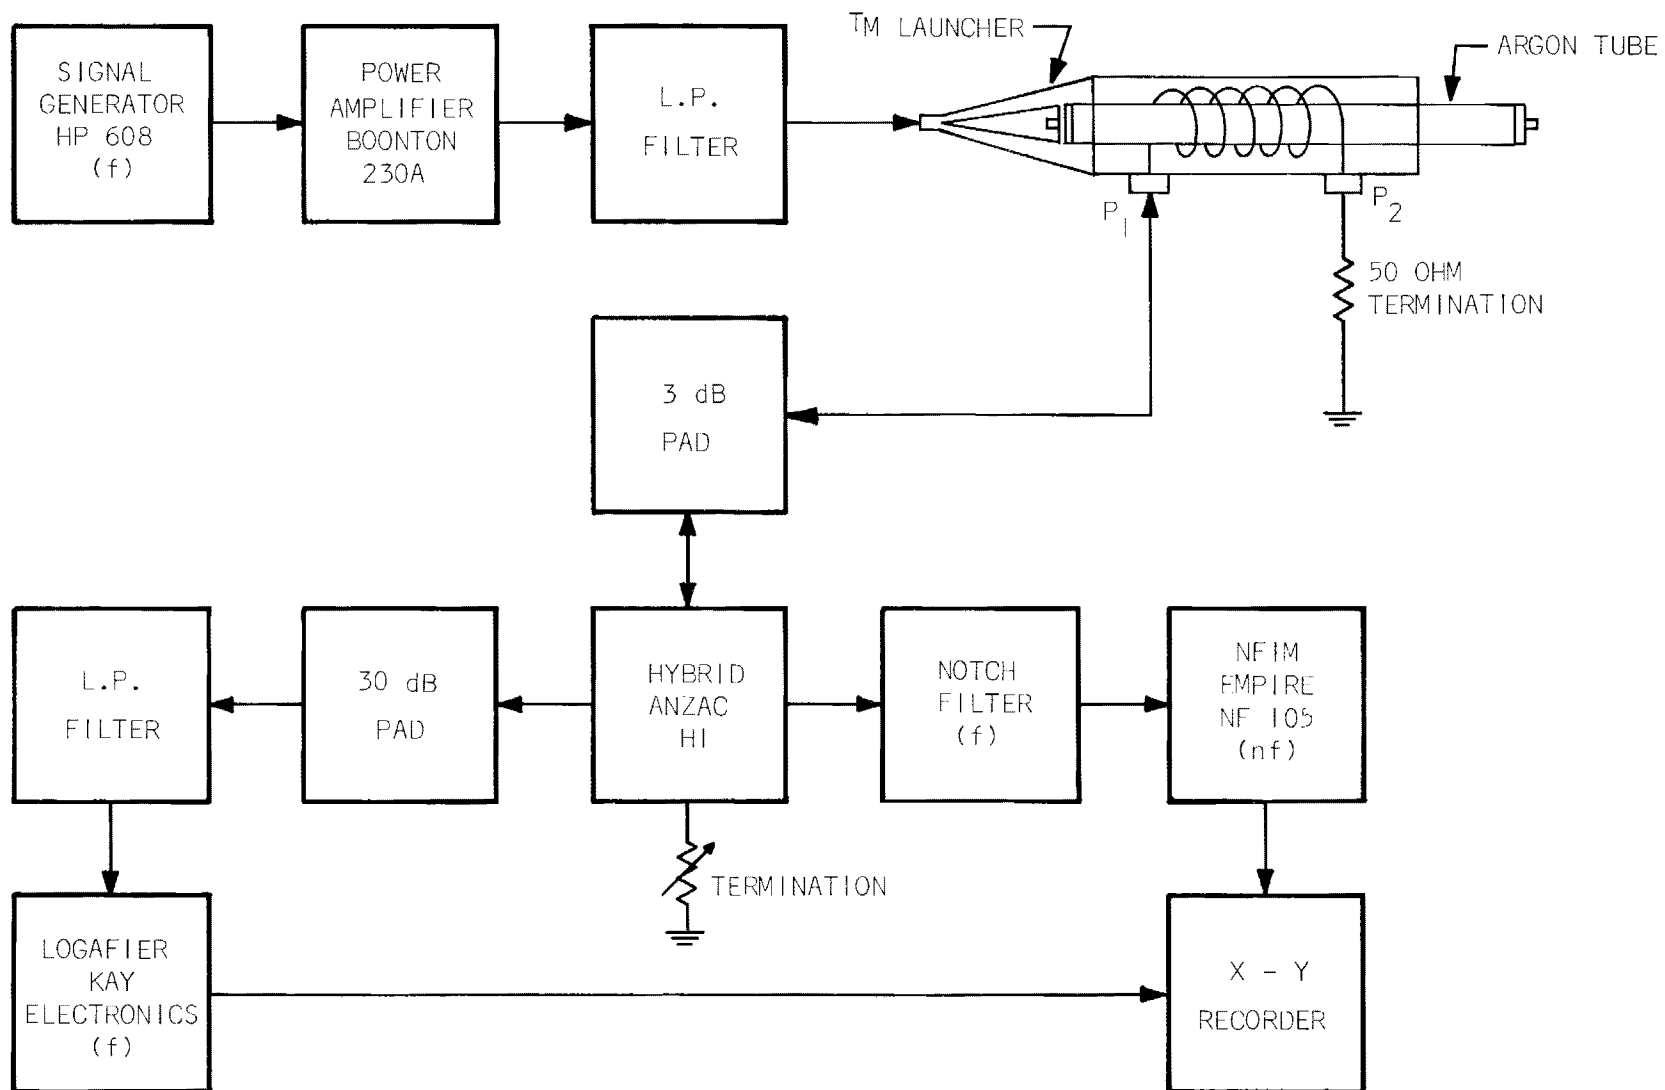 SIGNAL
GENERATOR
HP 608
(f)
POWER
AMPLIFIER
BOONTON
230A
L.P.
FILTER
TM LAUNCHER
ARGON TUBE
P1
P2
50 OHM
TERMINATION
3 dB
PAD
L.P.
FILTER
30 dB
PAD
HYBRID
ANZAC
HI
NOTCH
FILTER
(f)
NFIM
EMPIRE
NF 105
(nf)
TERMINATION
LOGAFIER
KAY
ELECTRONICS
(f)
X - Y
RECORDER